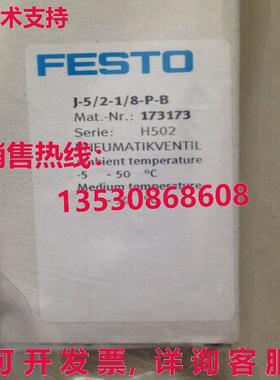 技术支持
FESTO
J-5/2-1/8-P-B
Mat.-Nr.: 173173
Serie: H502
PNEUMATIKVENTIL
销售热线:
Ambient temperature
-5 - 50 °C
13530868608
Medium temperature
可开票,详询客服